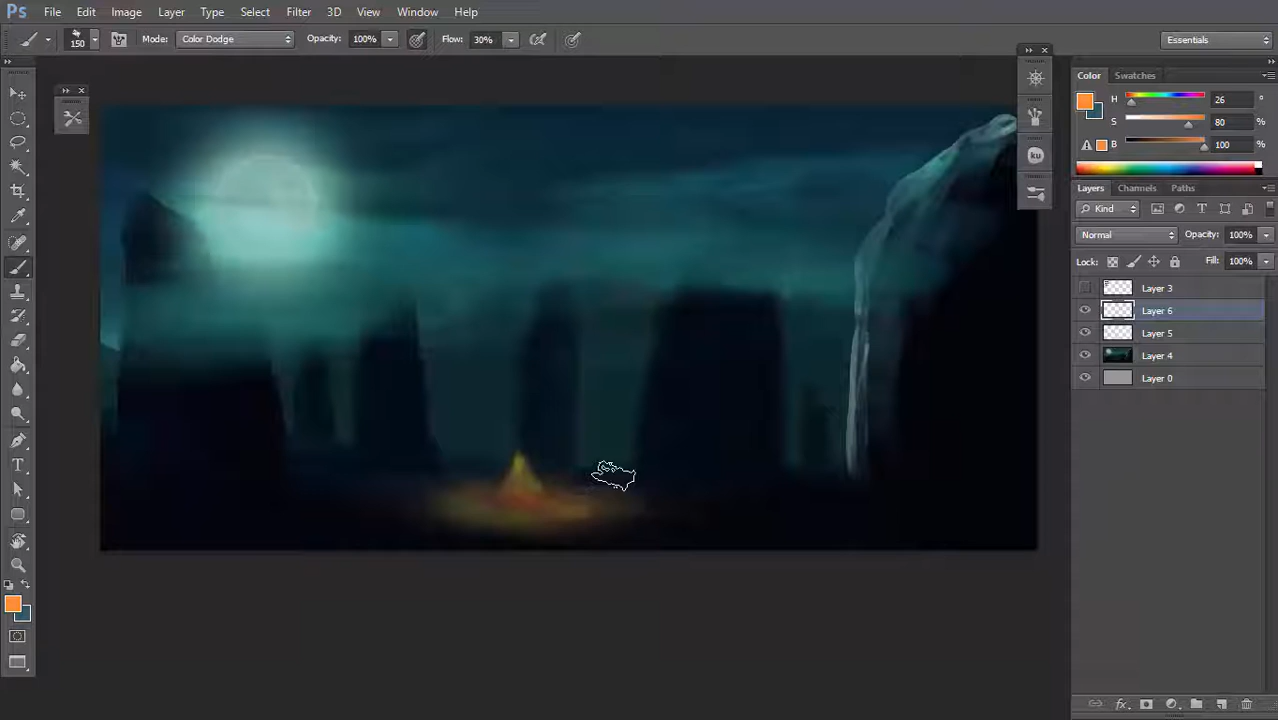 Ps File Edit Image Layer Type Select Filter 3D View Window Help
150 Mode: Color Dodge Opacity: 100% Flow: 30% Essentials
Color Swatches
H 26 °
S 80 %
B 100 %
ku
Layers Channels Paths
Kind
Normal Opacity: 100%
Lock: Fill: 100%
Layer 3
Layer 6
Layer 5
Layer 4
Layer 0
T
fx